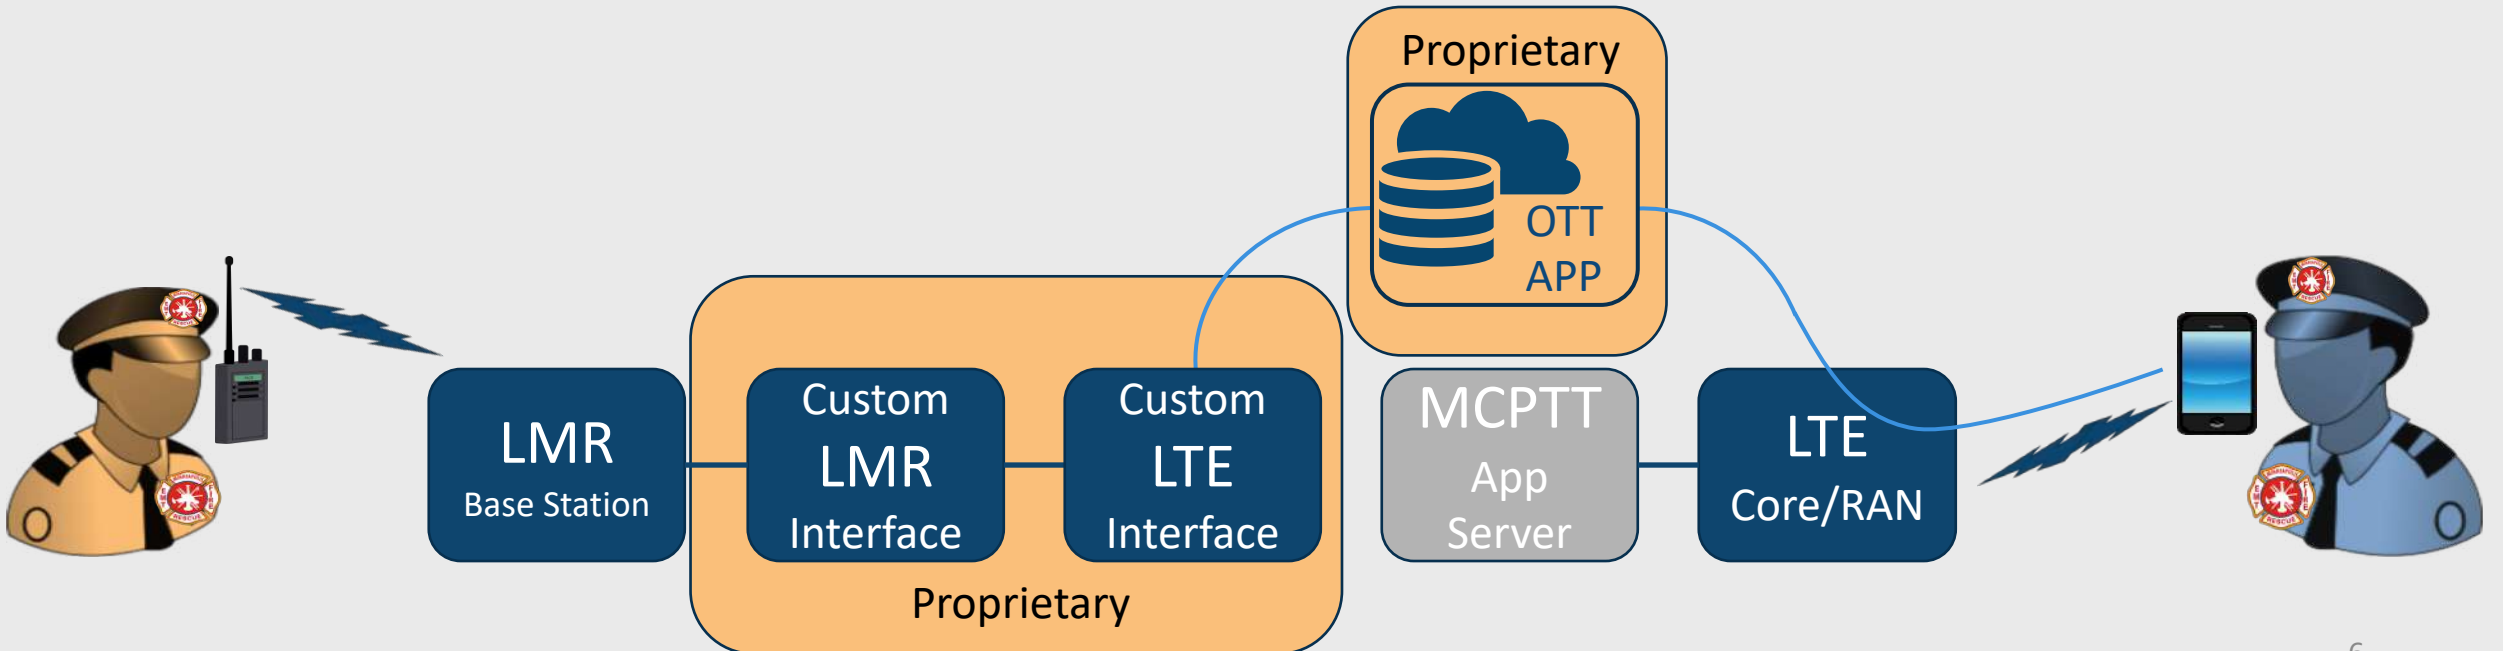 Proprietary
OTT
APP
LMR
Base Station
Custom
LMR
Interface
Custom
LTE
Interface
Proprietary
MCPTT
App
Server
LTE
Core/RAN